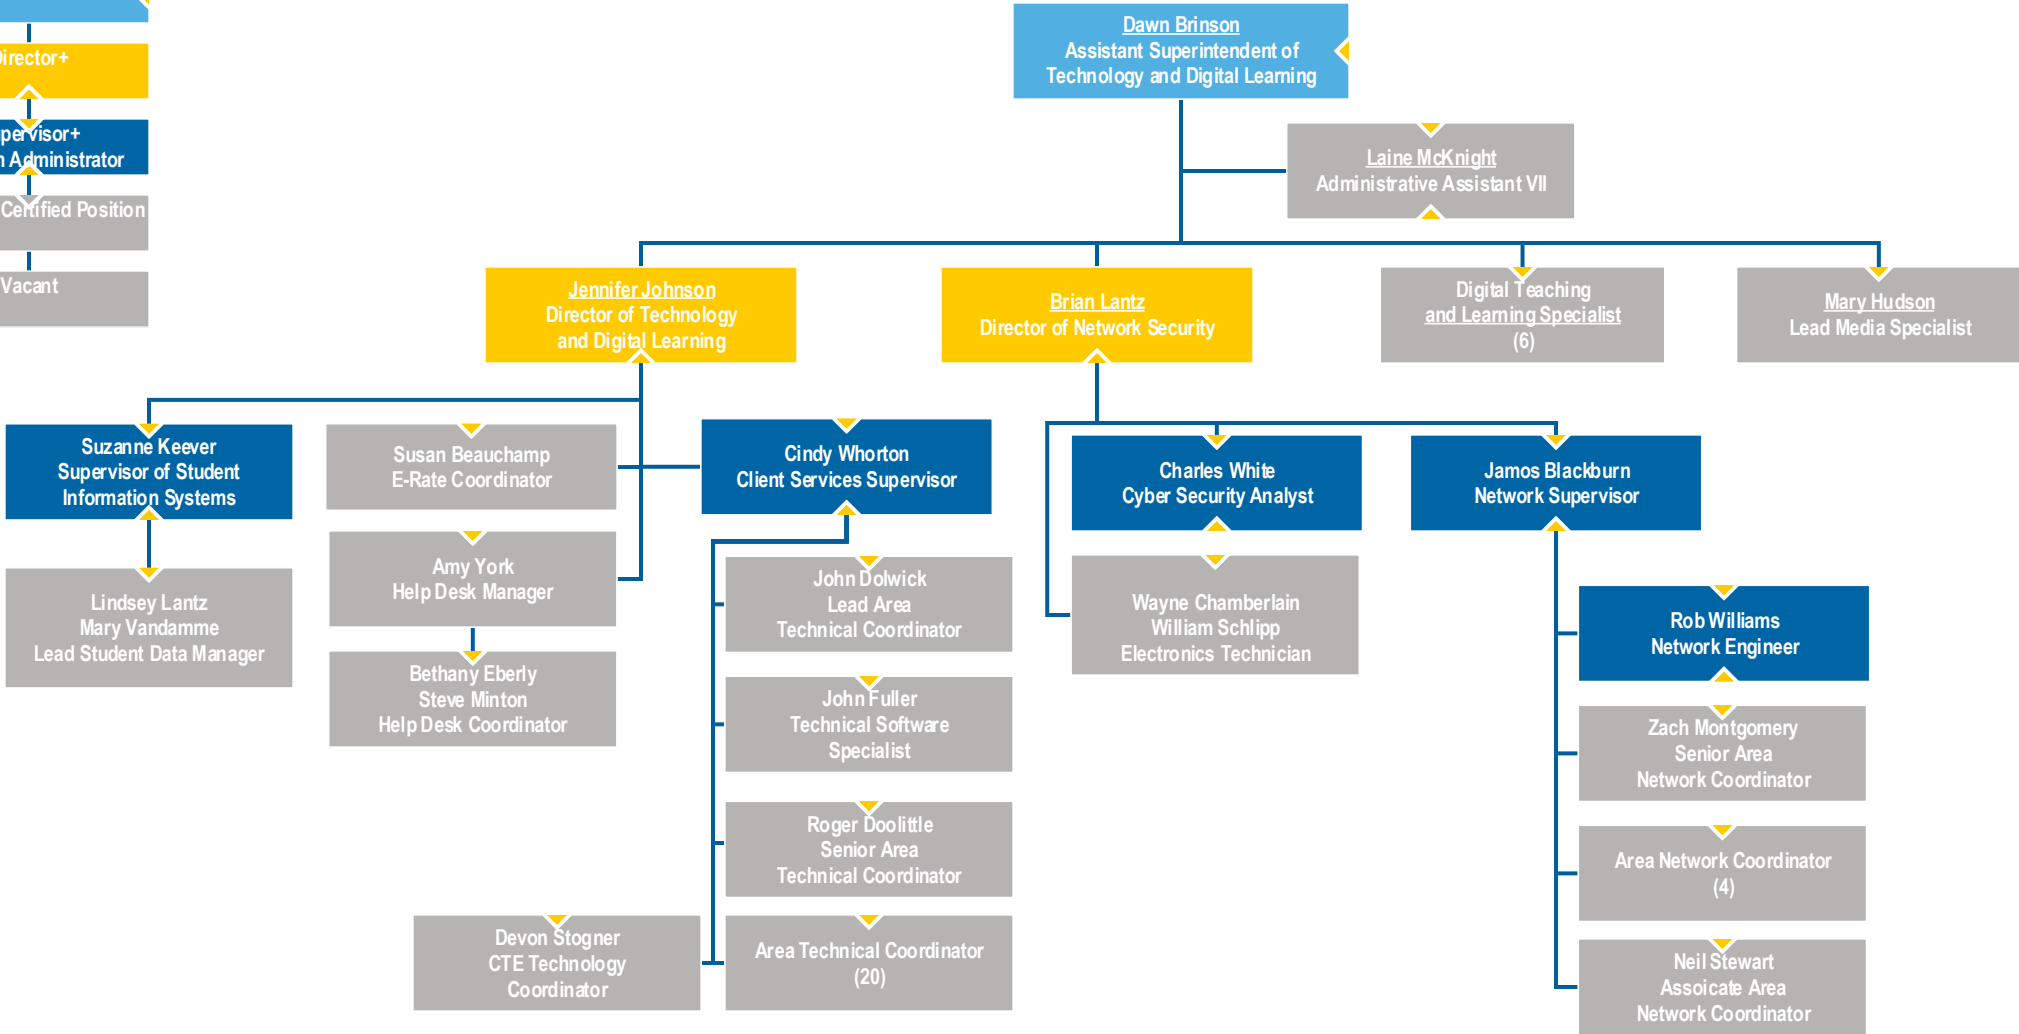 Dawn Brinson
Assistant Superintendent of
Technology and Digital Learning
Laine McKnight
Administrative Assistant VII
Administrator
Certified Position
Vacant
Jennifer Johnson
Director of Technology
and Digital Learning
Brian Lantz
Director of Network Security
Digital Teaching
and Learning Specialist
(6)
Mary Hudson
Lead Media Specialist
Suzanne Keever
Supervisor of Student
Information Systems
Susan Beauchamp
E-Rate Coordinator
Cindy Whorton
Client Services Supervisor
Charles White
Cyber Security Analyst
Jamos Blackburn
Network Supervisor
Lindsey Lantz
Mary Vandamme
Lead Student Data Manager
Amy York
Help Desk Manager
Bethany Eberly
Steve Minton
Help Desk Coordinator
John Dolwick
Lead Area
Technical Coordinator
John Fuller
Technical Software
Specialist
Roger Doolittle
Senior Area
Technical Coordinator
Devon Stogner
CTE Technology
Coordinator
Area Technical Coordinator
(20)
Wayne Chamberlain
William Schlipp
Electronics Technician
Rob Williams
Network Engineer
Zach Montgomery
Senior Area
Network Coordinator
Area Network Coordinator
(4)
Neil Stewart
Assoicate Area
Network Coordinator